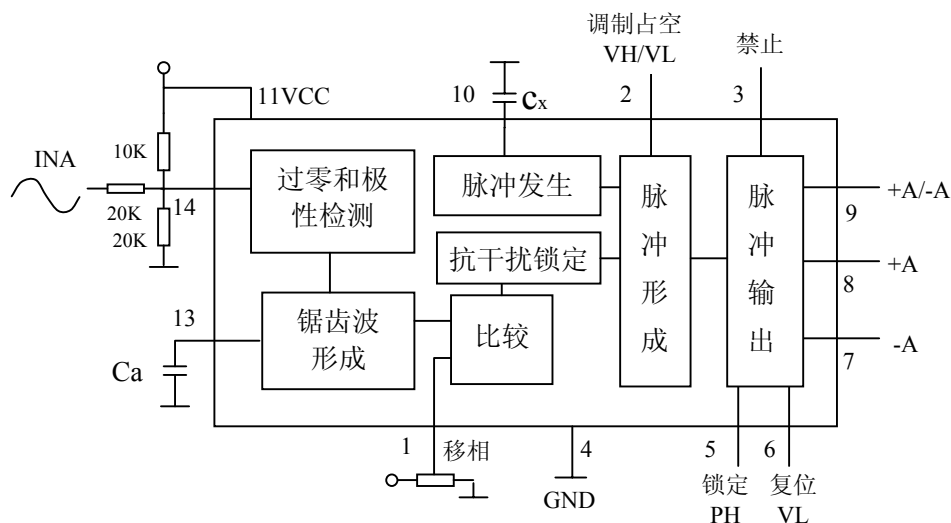 调制占空
VH/VL
禁止
11VCC
10
Cx
2
3
INA
10K
过零和极
性检测
脉冲发生
脉冲形成
脉冲输出
+A/-A
9
14
20K
20K
抗干扰锁定
+A
8
13
锯齿波
形成
比较
-A
7
Ca
1
移相
4
GND
5
6
锁定
PH
复位
VL